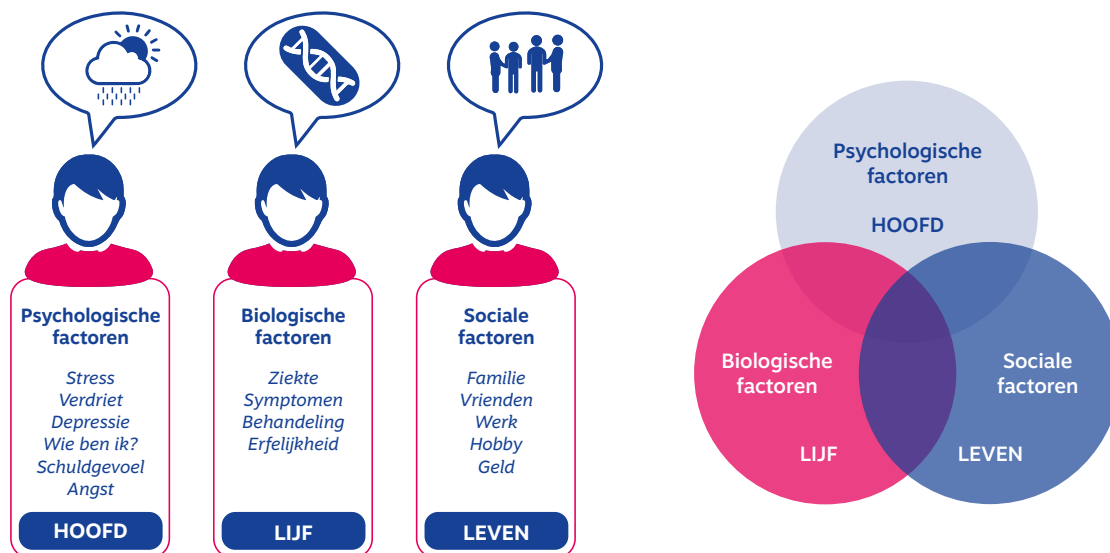 Psychologische
factoren
Stress
Verdriet
Depressie
Wie ben ik?
Schuldgevoel
Angst
HOOFD
Biologische
factoren
Ziekte
Symptomen
Behandeling
Erfelijkheid
LIJF
Sociale
factoren
Familie
Vrienden
Werk
Hobby
Geld
LEVEN
Psychologische
factoren
HOOFD
Biologische
factoren
LIJF
Sociale
factoren
LEVEN